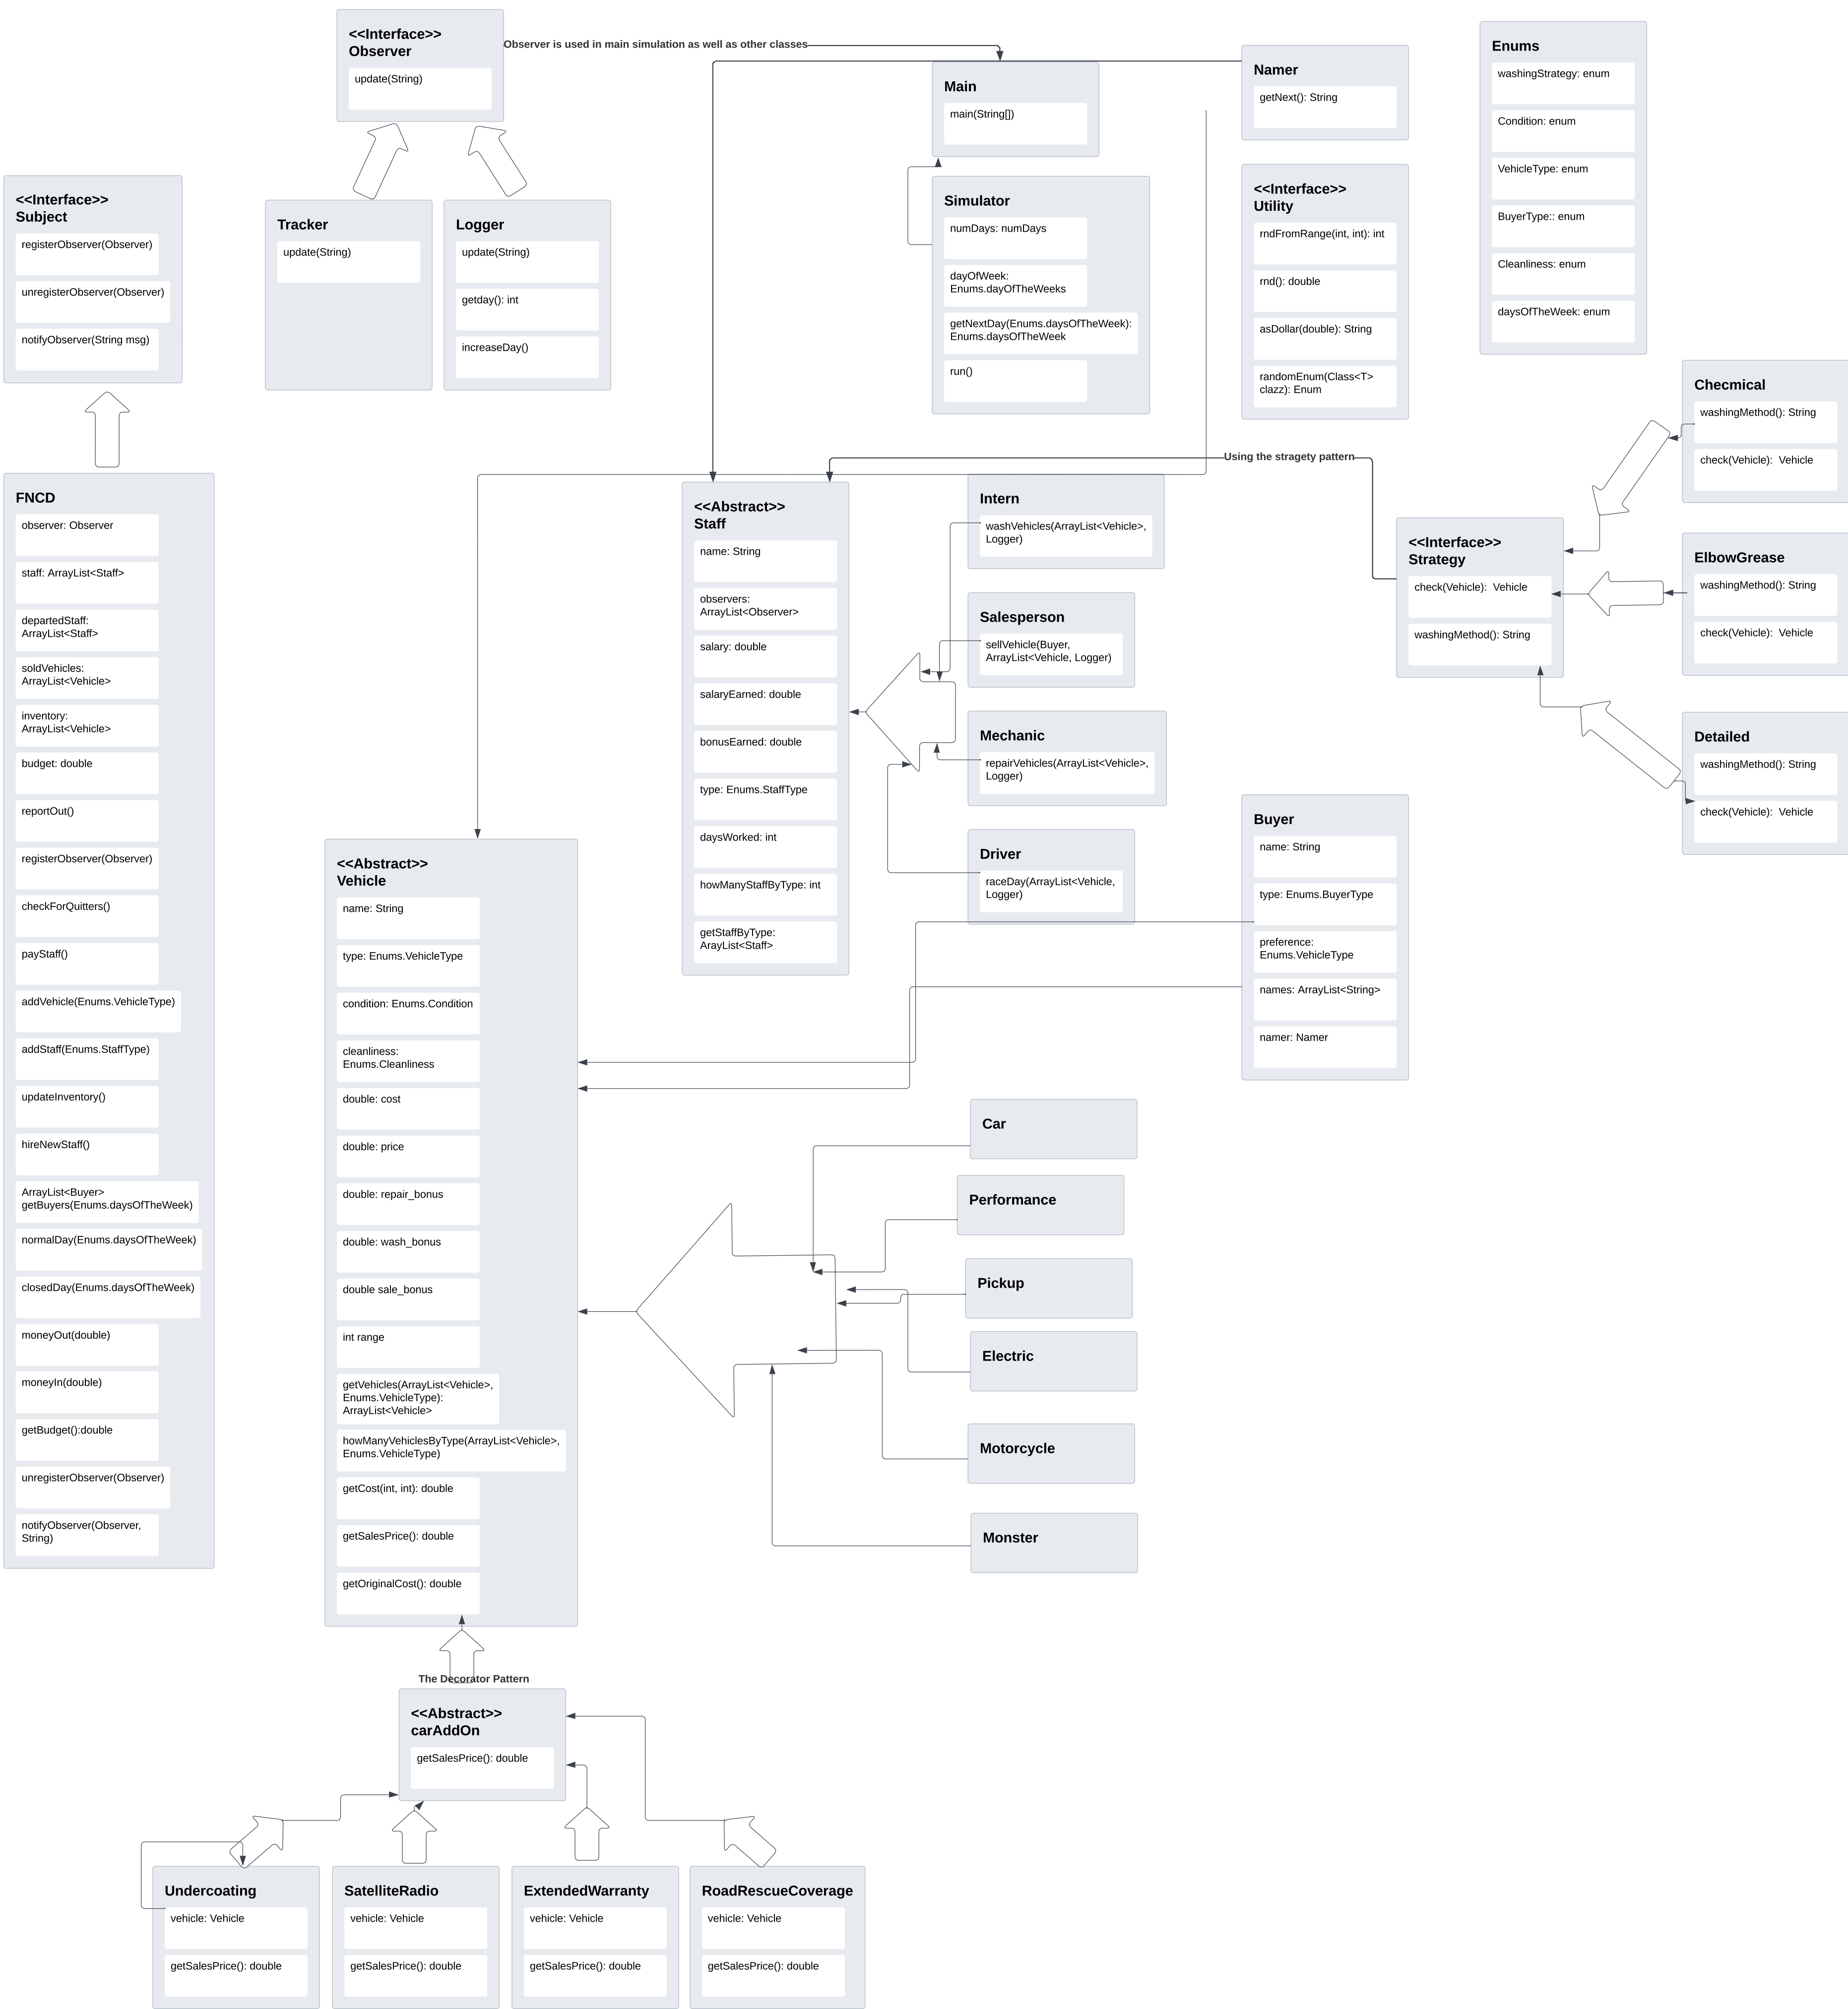 <<Interface>>
Observer
update(String)
Observer is used in main simulation as well as other classes
Main
main(String[])
Namer
getNext(): String
Enums
washingStrategy: enum
Condition: enum
VehicleType: enum
BuyerType:: enum
Cleanliness: enum
daysOfTheWeek: enum
<<Interface>>
Subject
registerObserver(Observer)
unregisterObserver(Observer)
notifyObserver(String msg)
Tracker
update(String)
Logger
update(String)
getday(): int
increaseDay()
Simulator
numDays: numDays
dayOfWeek:
Enums.dayOfTheWeeks
getNextDay(Enums.daysOfTheWeek):
Enums.daysOfTheWeek
run()
<<Interface>>
Utility
rndFromRange(int, int): int
rnd(): double
asDollar(double): String
randomEnum(Class<T>
clazz): Enum
Checmical
washingMethod(): String
check(Vehicle):  Vehicle
Using the stragety pattern
FNCD
observer: Observer
staff: ArrayList<Staff>
departedStaff:
ArrayList<Staff>
soldVehicles:
ArrayList<Vehicle>
inventory:
ArrayList<Vehicle>
budget: double
reportOut()
registerObserver(Observer)
checkForQuitters()
payStaff()
addVehicle(Enums.VehicleType)
addStaff(Enums.StaffType)
updateInventory()
hireNewStaff()
ArrayList<Buyer>
getBuyers(Enums.daysOfTheWeek)
normalDay(Enums.daysOfTheWeek)
closedDay(Enums.daysOfTheWeek)
moneyOut(double)
moneyIn(double)
getBudget():double
unregisterObserver(Observer)
notifyObserver(Observer,
String)
<<Abstract>>
Staff
name: String
observers:
ArrayList<Observer>
salary: double
salaryEarned: double
bonusEarned: double
type: Enums.StaffType
daysWorked: int
howManyStaffByType: int
getStaffByType:
ArayList<Staff>
Intern
washVehicles(ArrayList<Vehicle>,
Logger)
Salesperson
sellVehicle(Buyer,
ArrayList<Vehicle, Logger)
Mechanic
repairVehicles(ArrayList<Vehicle>,
Logger)
Driver
raceDay(ArrayList<Vehicle,
Logger)
<<Interface>>
Strategy
check(Vehicle):  Vehicle
washingMethod(): String
ElbowGrease
washingMethod(): String
check(Vehicle):  Vehicle
Detailed
washingMethod(): String
check(Vehicle):  Vehicle
Buyer
name: String
type: Enums.BuyerType
preference:
Enums.VehicleType
names: ArrayList<String>
namer: Namer
<<Abstract>>
Vehicle
name: String
type: Enums.VehicleType
condition: Enums.Condition
cleanliness:
Enums.Cleanliness
double: cost
double: price
double: repair_bonus
double: wash_bonus
double sale_bonus
int range
getVehicles(ArrayList<Vehicle>,
Enums.VehicleType):
ArrayList<Vehicle>
howManyVehiclesByType(ArrayList<Vehicle>,
Enums.VehicleType)
getCost(int, int): double
getSalesPrice(): double
getOriginalCost(): double
Car
Performance
Pickup
Electric
Motorcycle
Monster
The Decorator Pattern
<<Abstract>>
carAddOn
getSalesPrice(): double
Undercoating
vehicle: Vehicle
getSalesPrice(): double
SatelliteRadio
vehicle: Vehicle
getSalesPrice(): double
ExtendedWarranty
vehicle: Vehicle
getSalesPrice(): double
RoadRescueCoverage
vehicle: Vehicle
getSalesPrice(): double